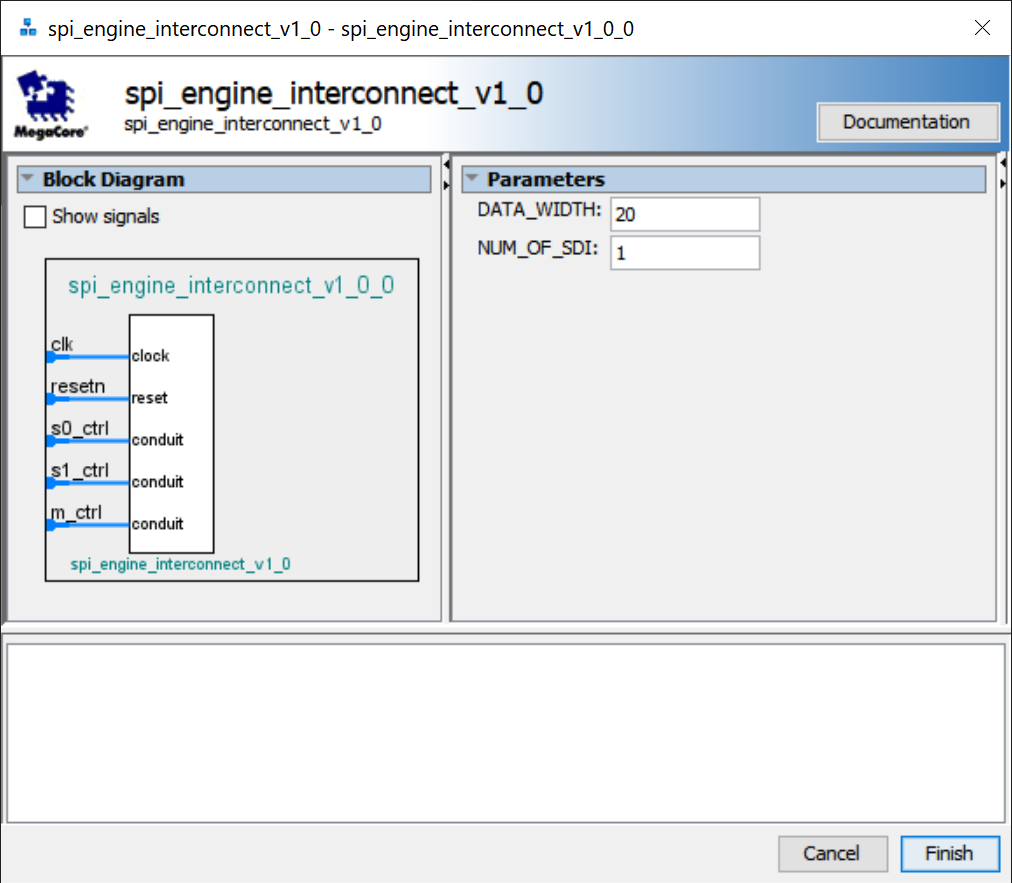 spi_engine_interconnect_v1_0 - spi_engine_interconnect_v1_0_0
MegaCore®
spi_engine_interconnect_v1_0
spi_engine_interconnect_v1_0
Documentation
Block Diagram
Show signals
spi_engine_interconnect_v1_0_0
clk
clock
resetn
reset
s0_ctrl
conduit
s1_ctrl
conduit
m_ctrl
conduit
spi_engine_interconnect_v1_0
Parameters
DATA_WIDTH: 20
NUM_OF_SDI: 1
Cancel
Finish